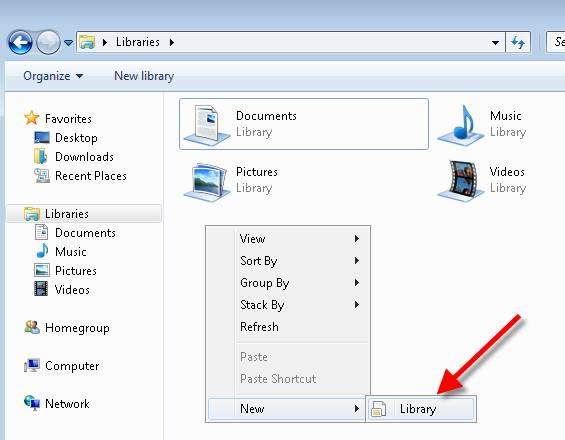 Libraries
Se
Organize
New library
Favorites
Desktop
Downloads
Recent Places
Libraries
Documents
Music
Pictures
Videos
Homegroup
Computer
Network
Documents
Library
Music
Library
Pictures
Library
Videos
Library
View
Sort By
Group By
Stack By
Refresh
Paste
Paste Shortcut
New
Library